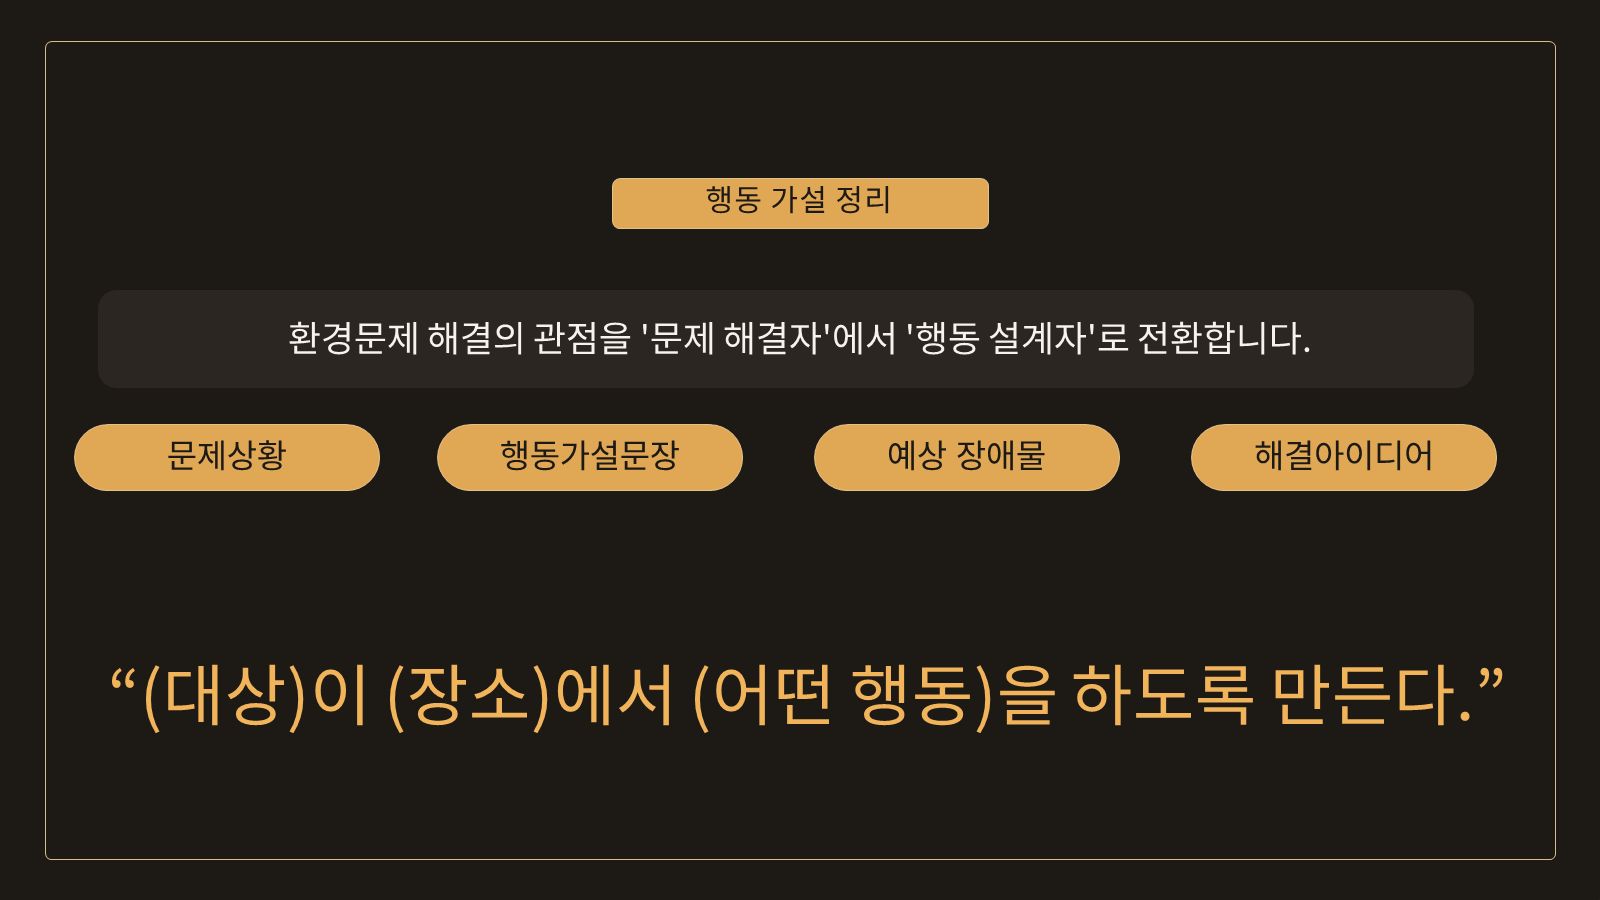 행동 가설 정리
환경문제 해결의 관점을 '문제 해결자'에서 '행동 설계자'로 전환합니다.
문제상황
행동가설문장
예상 장애물
해결아이디어
“(대상)이 (장소)에서 (어떤 행동)을 하도록 만든다.”